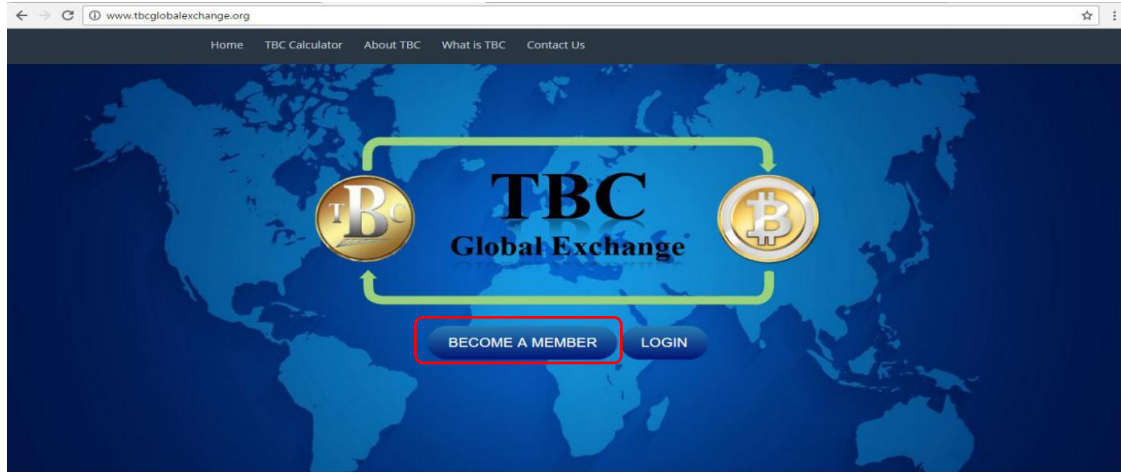 www.tbcglobalexchange.org
Home TBC Calculator About TBC What is TBC Contact Us
TBC
TBC
Global Exchange
BECOME A MEMBER LOGIN